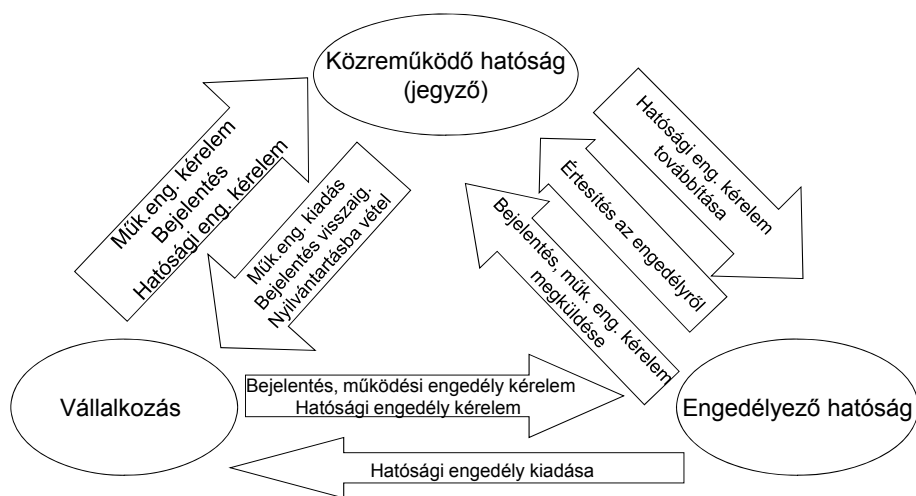 Közreműködő hatóság
(jegyző)
Műk.eng. kérelem
Bejelentés
Hatósági eng. kérelem
Műk.eng. kiadás
Bejelentés visszaig.
Nyilvántartásba vétel
Hatósági eng. kérelem
továbbítása
Értesítés az engedélyről
Bejelentés, műk. eng. kérelem
megküldése
Vállalkozás
Bejelentés, működési engedély kérelem
Hatósági engedély kérelem
Engedélyező hatóság
Hatósági engedély kiadása